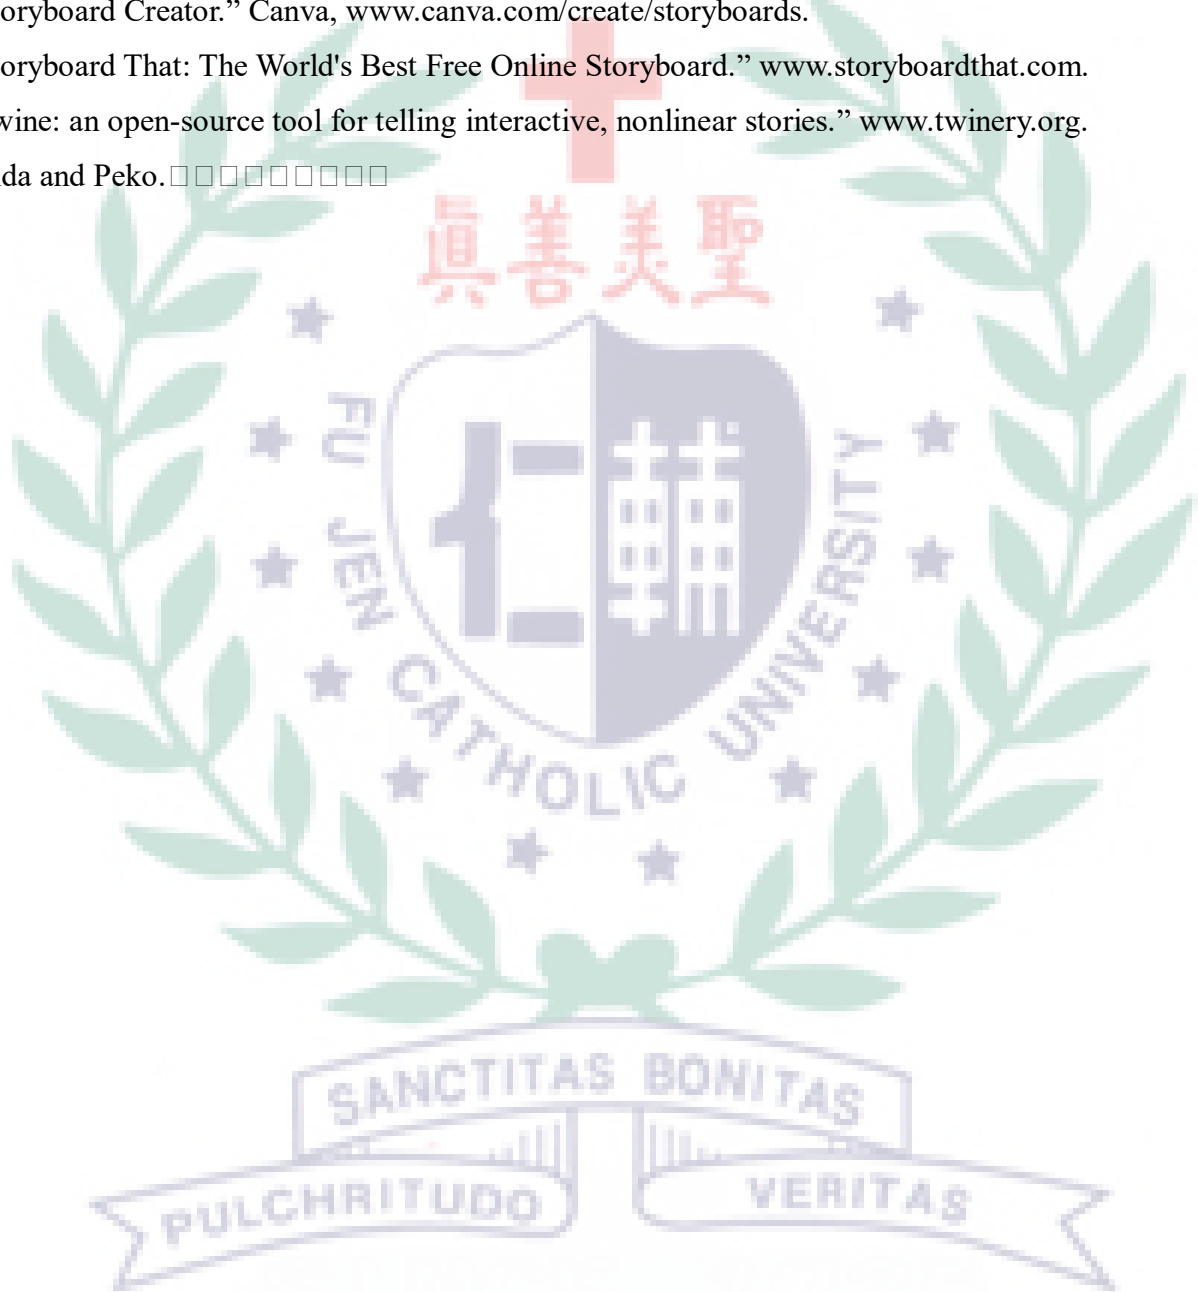 oryboard Creator.” Canva, www.canva.com/create/storyboards.
oryboard That: The World's Best Free Online Storyboard.” www.storyboardthat.com.
wine: an open-source tool for telling interactive, nonlinear stories.” www.twinery.org.
da and Peko.□□□□□□□□□
眞善美聖
仁輔
FU JEN CATHOLIC UNIVERSITY
SANCTITAS BONITAS
PULCHRITUDO VERITAS